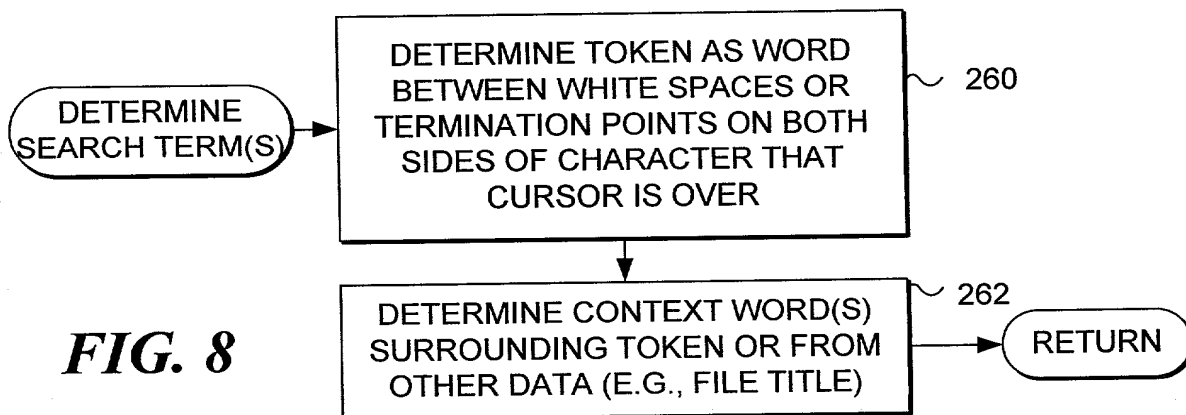 DETERMINE
SEARCH TERM(S)
DETERMINE TOKEN AS WORD
BETWEEN WHITE SPACES OR
TERMINATION POINTS ON BOTH
SIDES OF CHARACTER THAT
CURSOR IS OVER
260
DETERMINE CONTEXT WORD(S)
SURROUNDING TOKEN OR FROM
OTHER DATA (E.G., FILE TITLE)
262
RETURN
FIG. 8